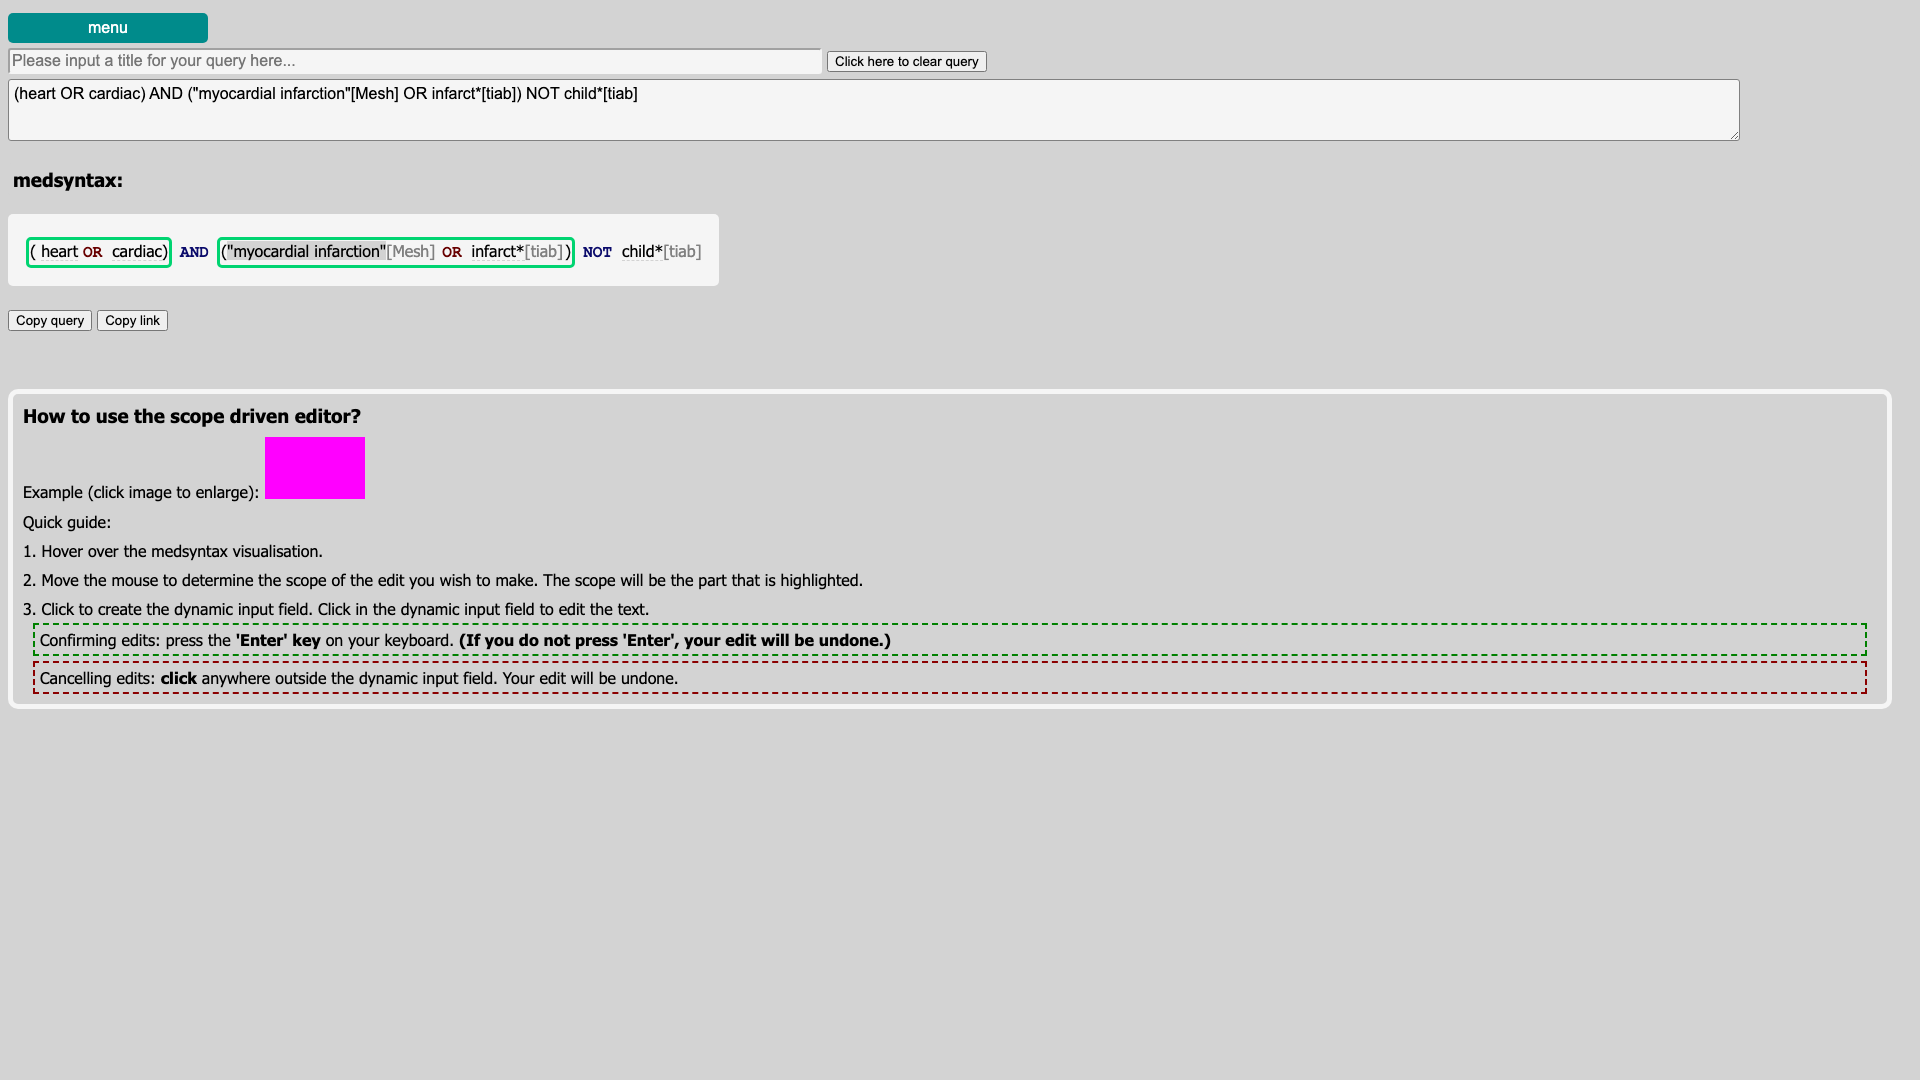 menu
Please input a title for your query here... Click here to clear query
(heart OR cardiac) AND ("myocardial infarction"[Mesh] OR infarct*[tiab]) NOT child*[tiab]
medsyntax:
( heart OR cardiac) AND ("myocardial infarction"[Mesh] OR infarct*[tiab]) NOT child*[tiab]
Copy query Copy link
How to use the scope driven editor?
Example (click image to enlarge):
Quick guide:
1. Hover over the medsyntax visualisation.
2. Move the mouse to determine the scope of the edit you wish to make. The scope will be the part that is highlighted.
3. Click to create the dynamic input field. Click in the dynamic input field to edit the text.
Confirming edits: press the 'Enter' key on your keyboard. (If you do not press 'Enter', your edit will be undone.)
Cancelling edits: click anywhere outside the dynamic input field. Your edit will be undone.